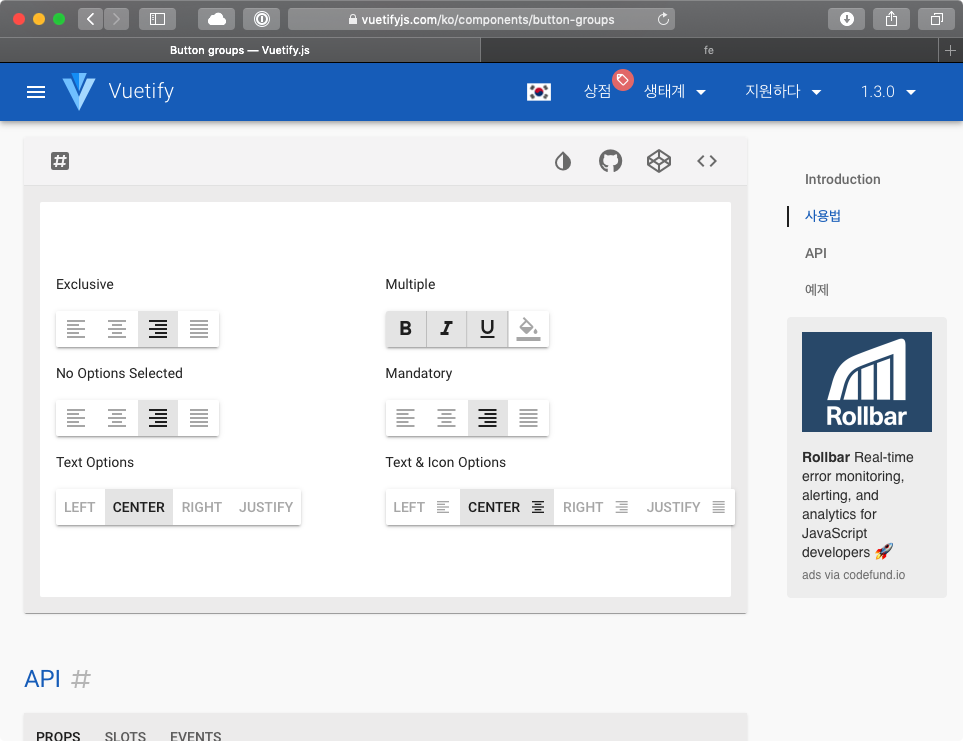 vuetifyjs.com/ko/components/button-groups
Button groups — Vuetify.js
fe
Vuetify
상점
생태계
지원하다
1.3.0
Introduction
사용법
API
예제
Exclusive
Multiple
B I U
No Options Selected
Mandatory
Text Options
Text & Icon Options
LEFT CENTER RIGHT JUSTIFY
LEFT CENTER RIGHT JUSTIFY
Rollbar
Rollbar Real-time
error monitoring,
alerting, and
analytics for
JavaScript
developers 🚀
ads via codefund.io
API #
PROPS SLOTS EVENTS